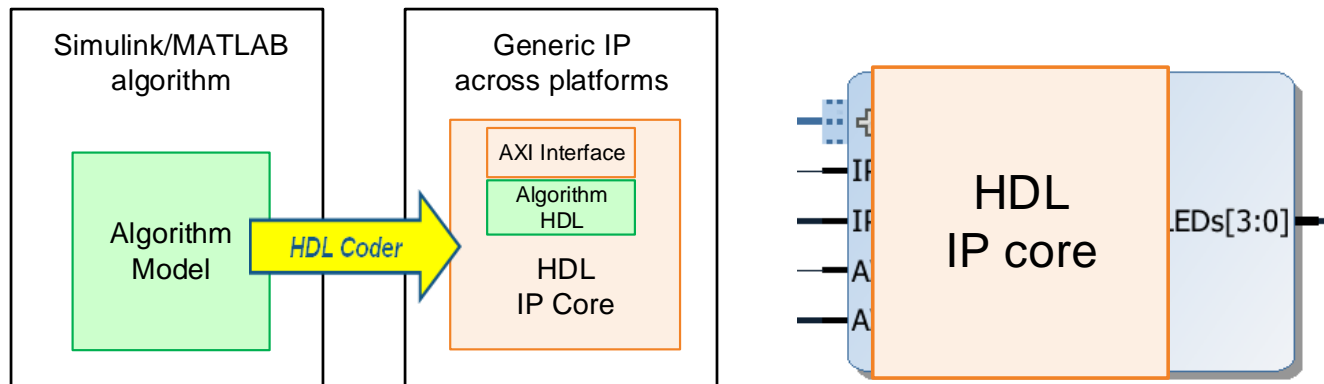 Simulink/MATLAB
algorithm
Algorithm
Model
HDL Coder
Generic IP
across platforms
AXI Interface
Algorithm
HDL
HDL
IP Core
HDL
IP core
LEDs[3:0]